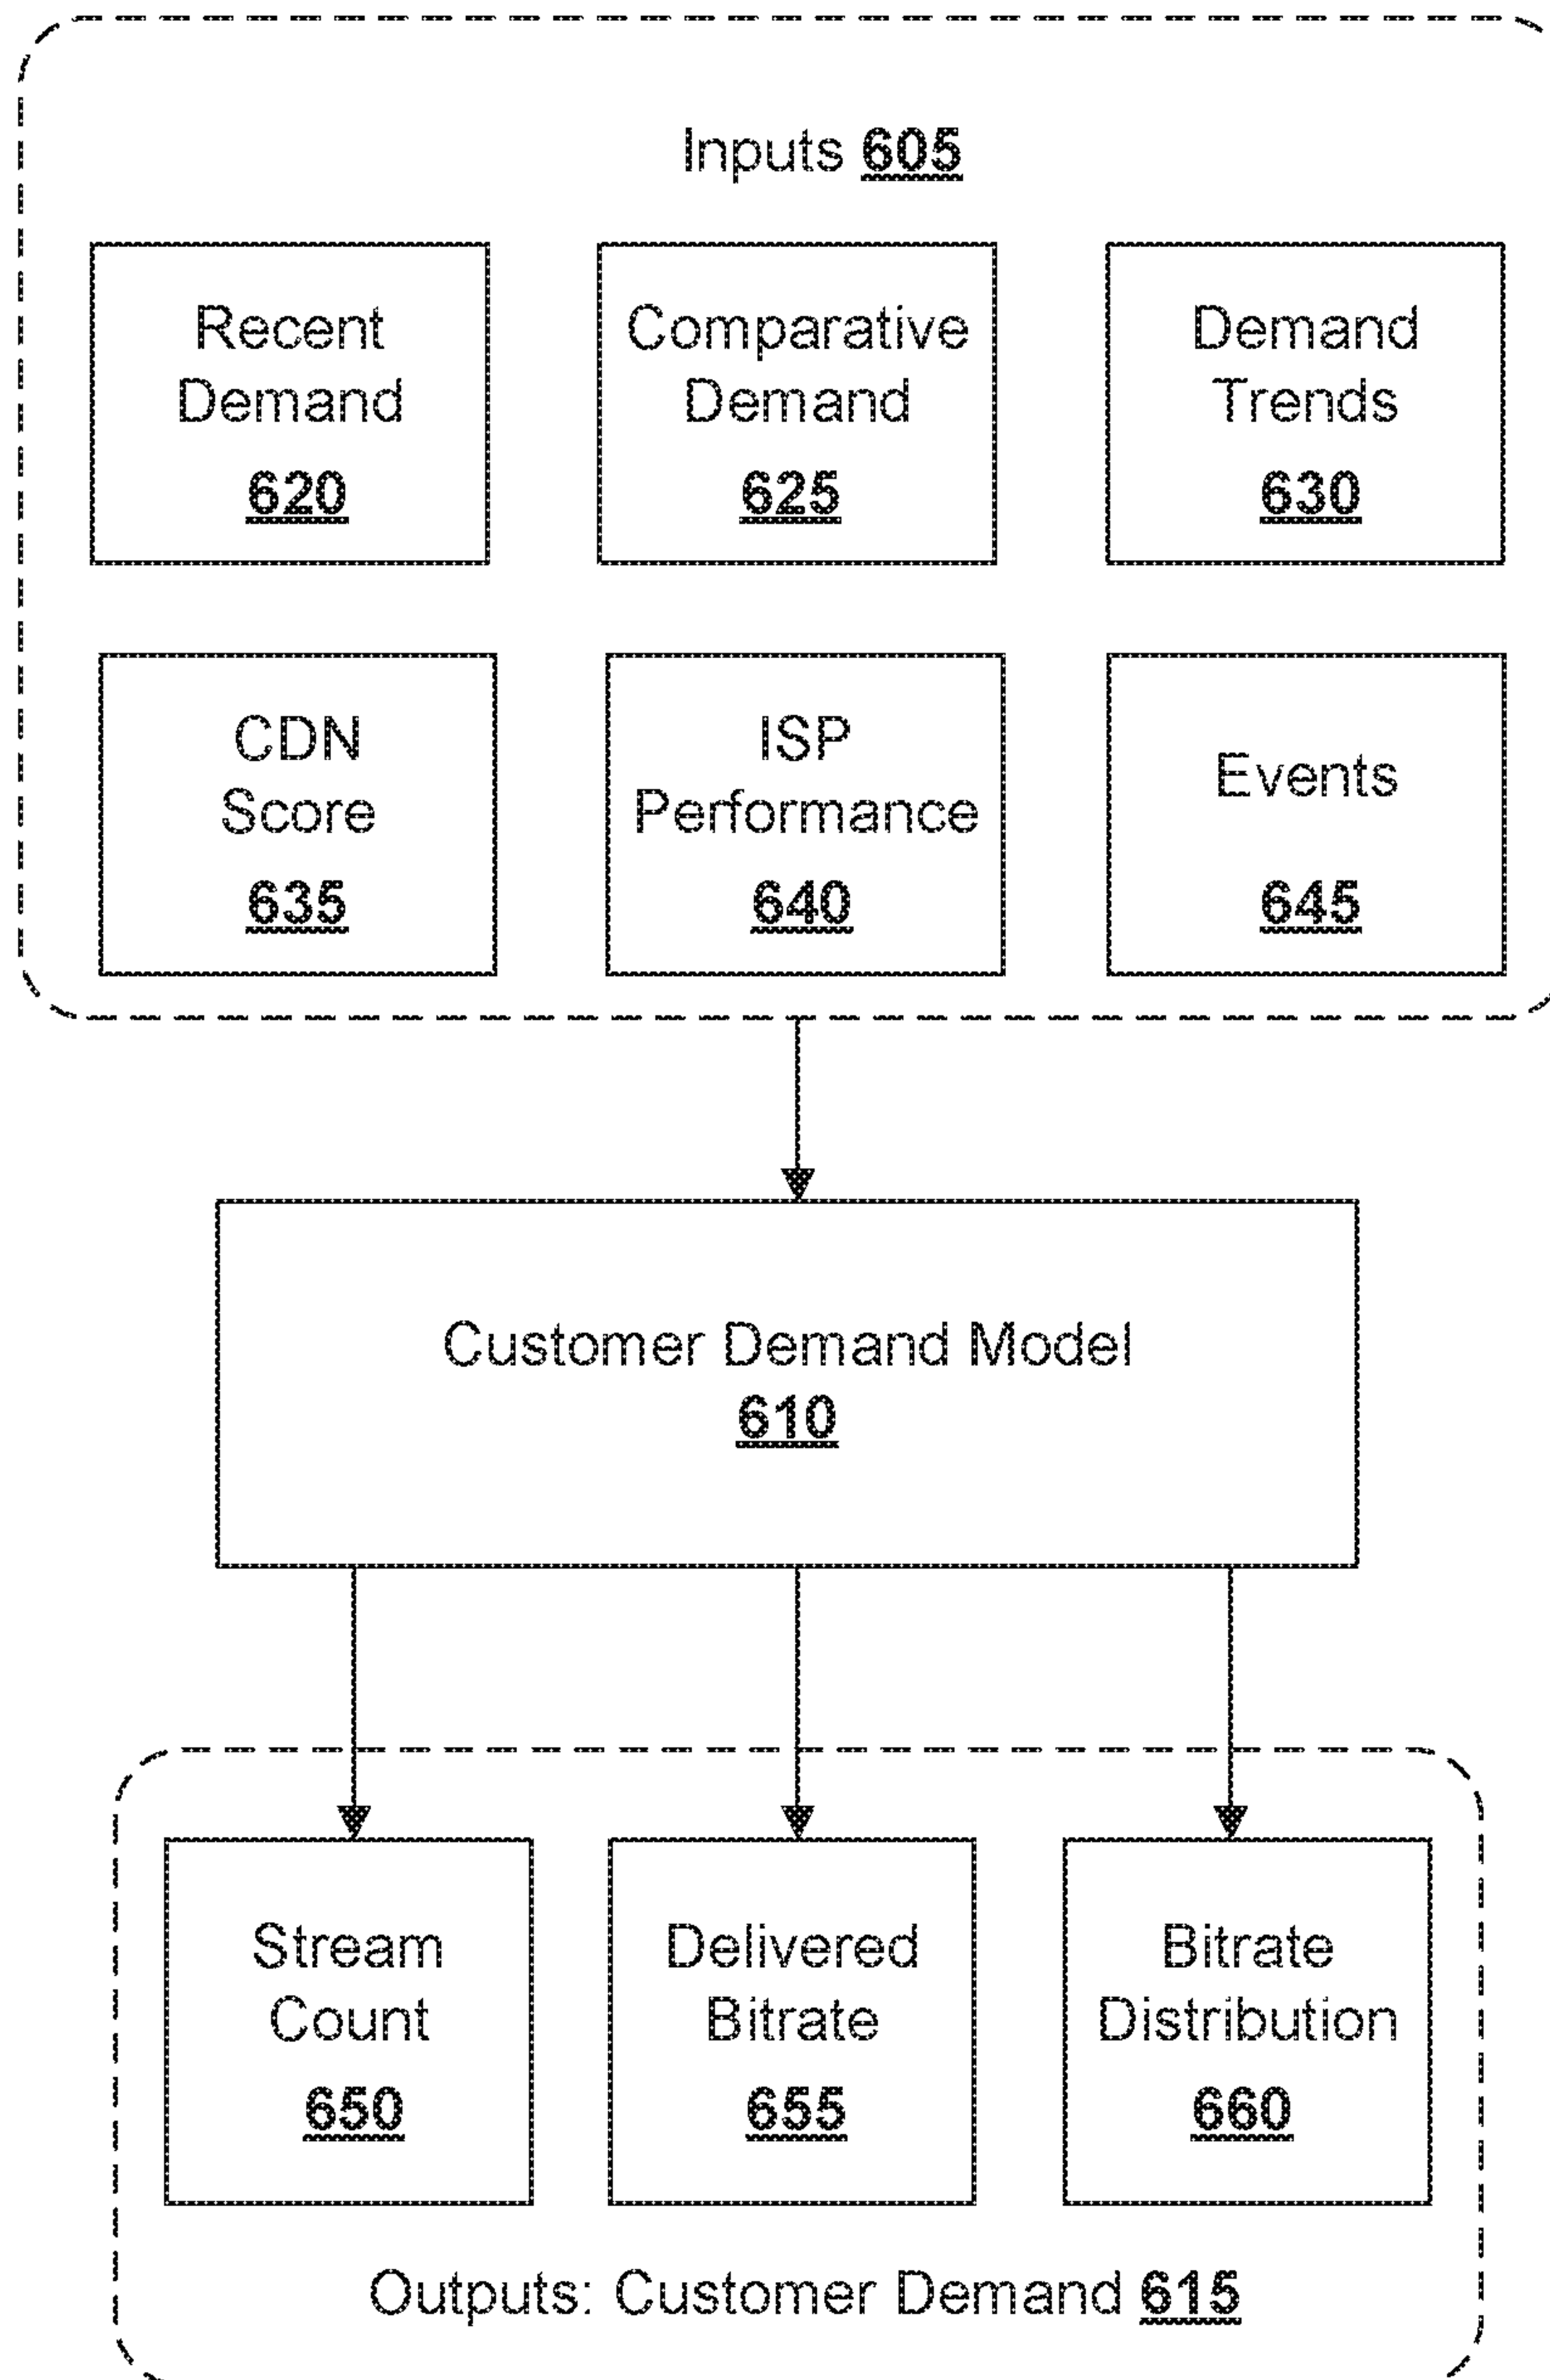 Inputs 605
Recent
Demand
620
Comparative
Demand
625
Demand
Trends
630
CDN
Score
635
ISP
Performance
640
Events
645
Customer Demand Model
610
Stream
Count
650
Delivered
Bitrate
655
Bitrate
Distribution
660
Outputs: Customer Demand 615